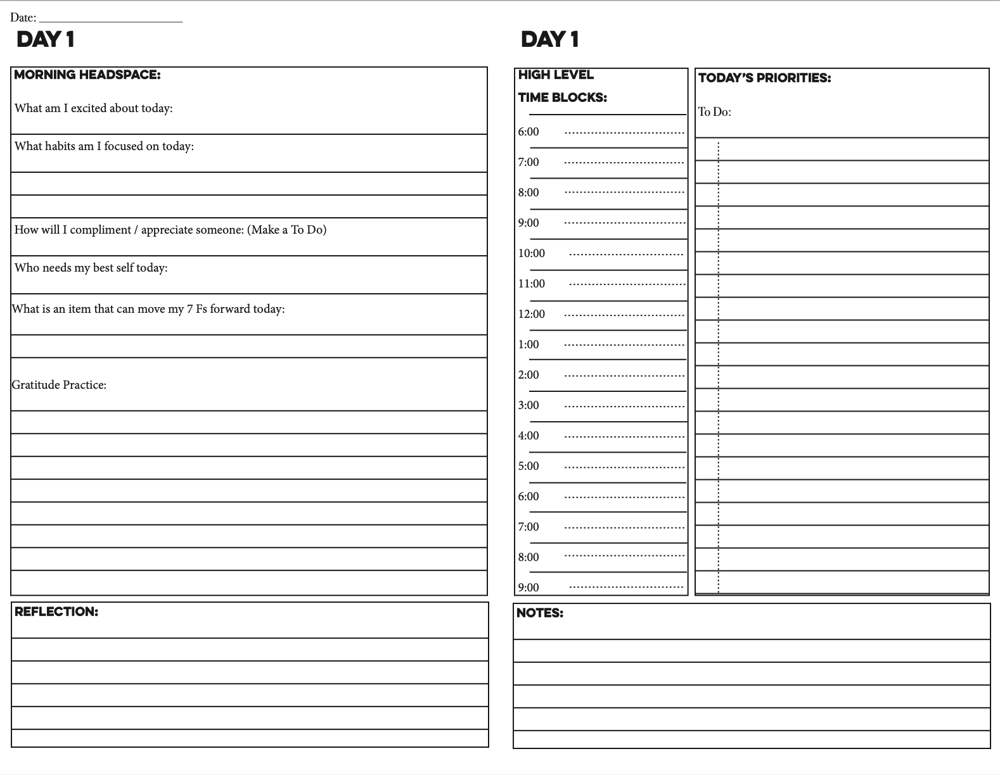 Date: ______________________
DAY 1
MORNING HEADSPACE:
What am I excited about today:
What habits am I focused on today:
How will I compliment / appreciate someone: (Make a To Do)
Who needs my best self today:
What is an item that can move my 7 Fs forward today:
Gratitude Practice:
REFLECTION:
DAY 1
HIGH LEVEL
TIME BLOCKS:
6:00
7:00
8:00
9:00
10:00
11:00
12:00
1:00
2:00
3:00
4:00
5:00
6:00
7:00
8:00
9:00
TODAY'S PRIORITIES:
To Do:
NOTES: